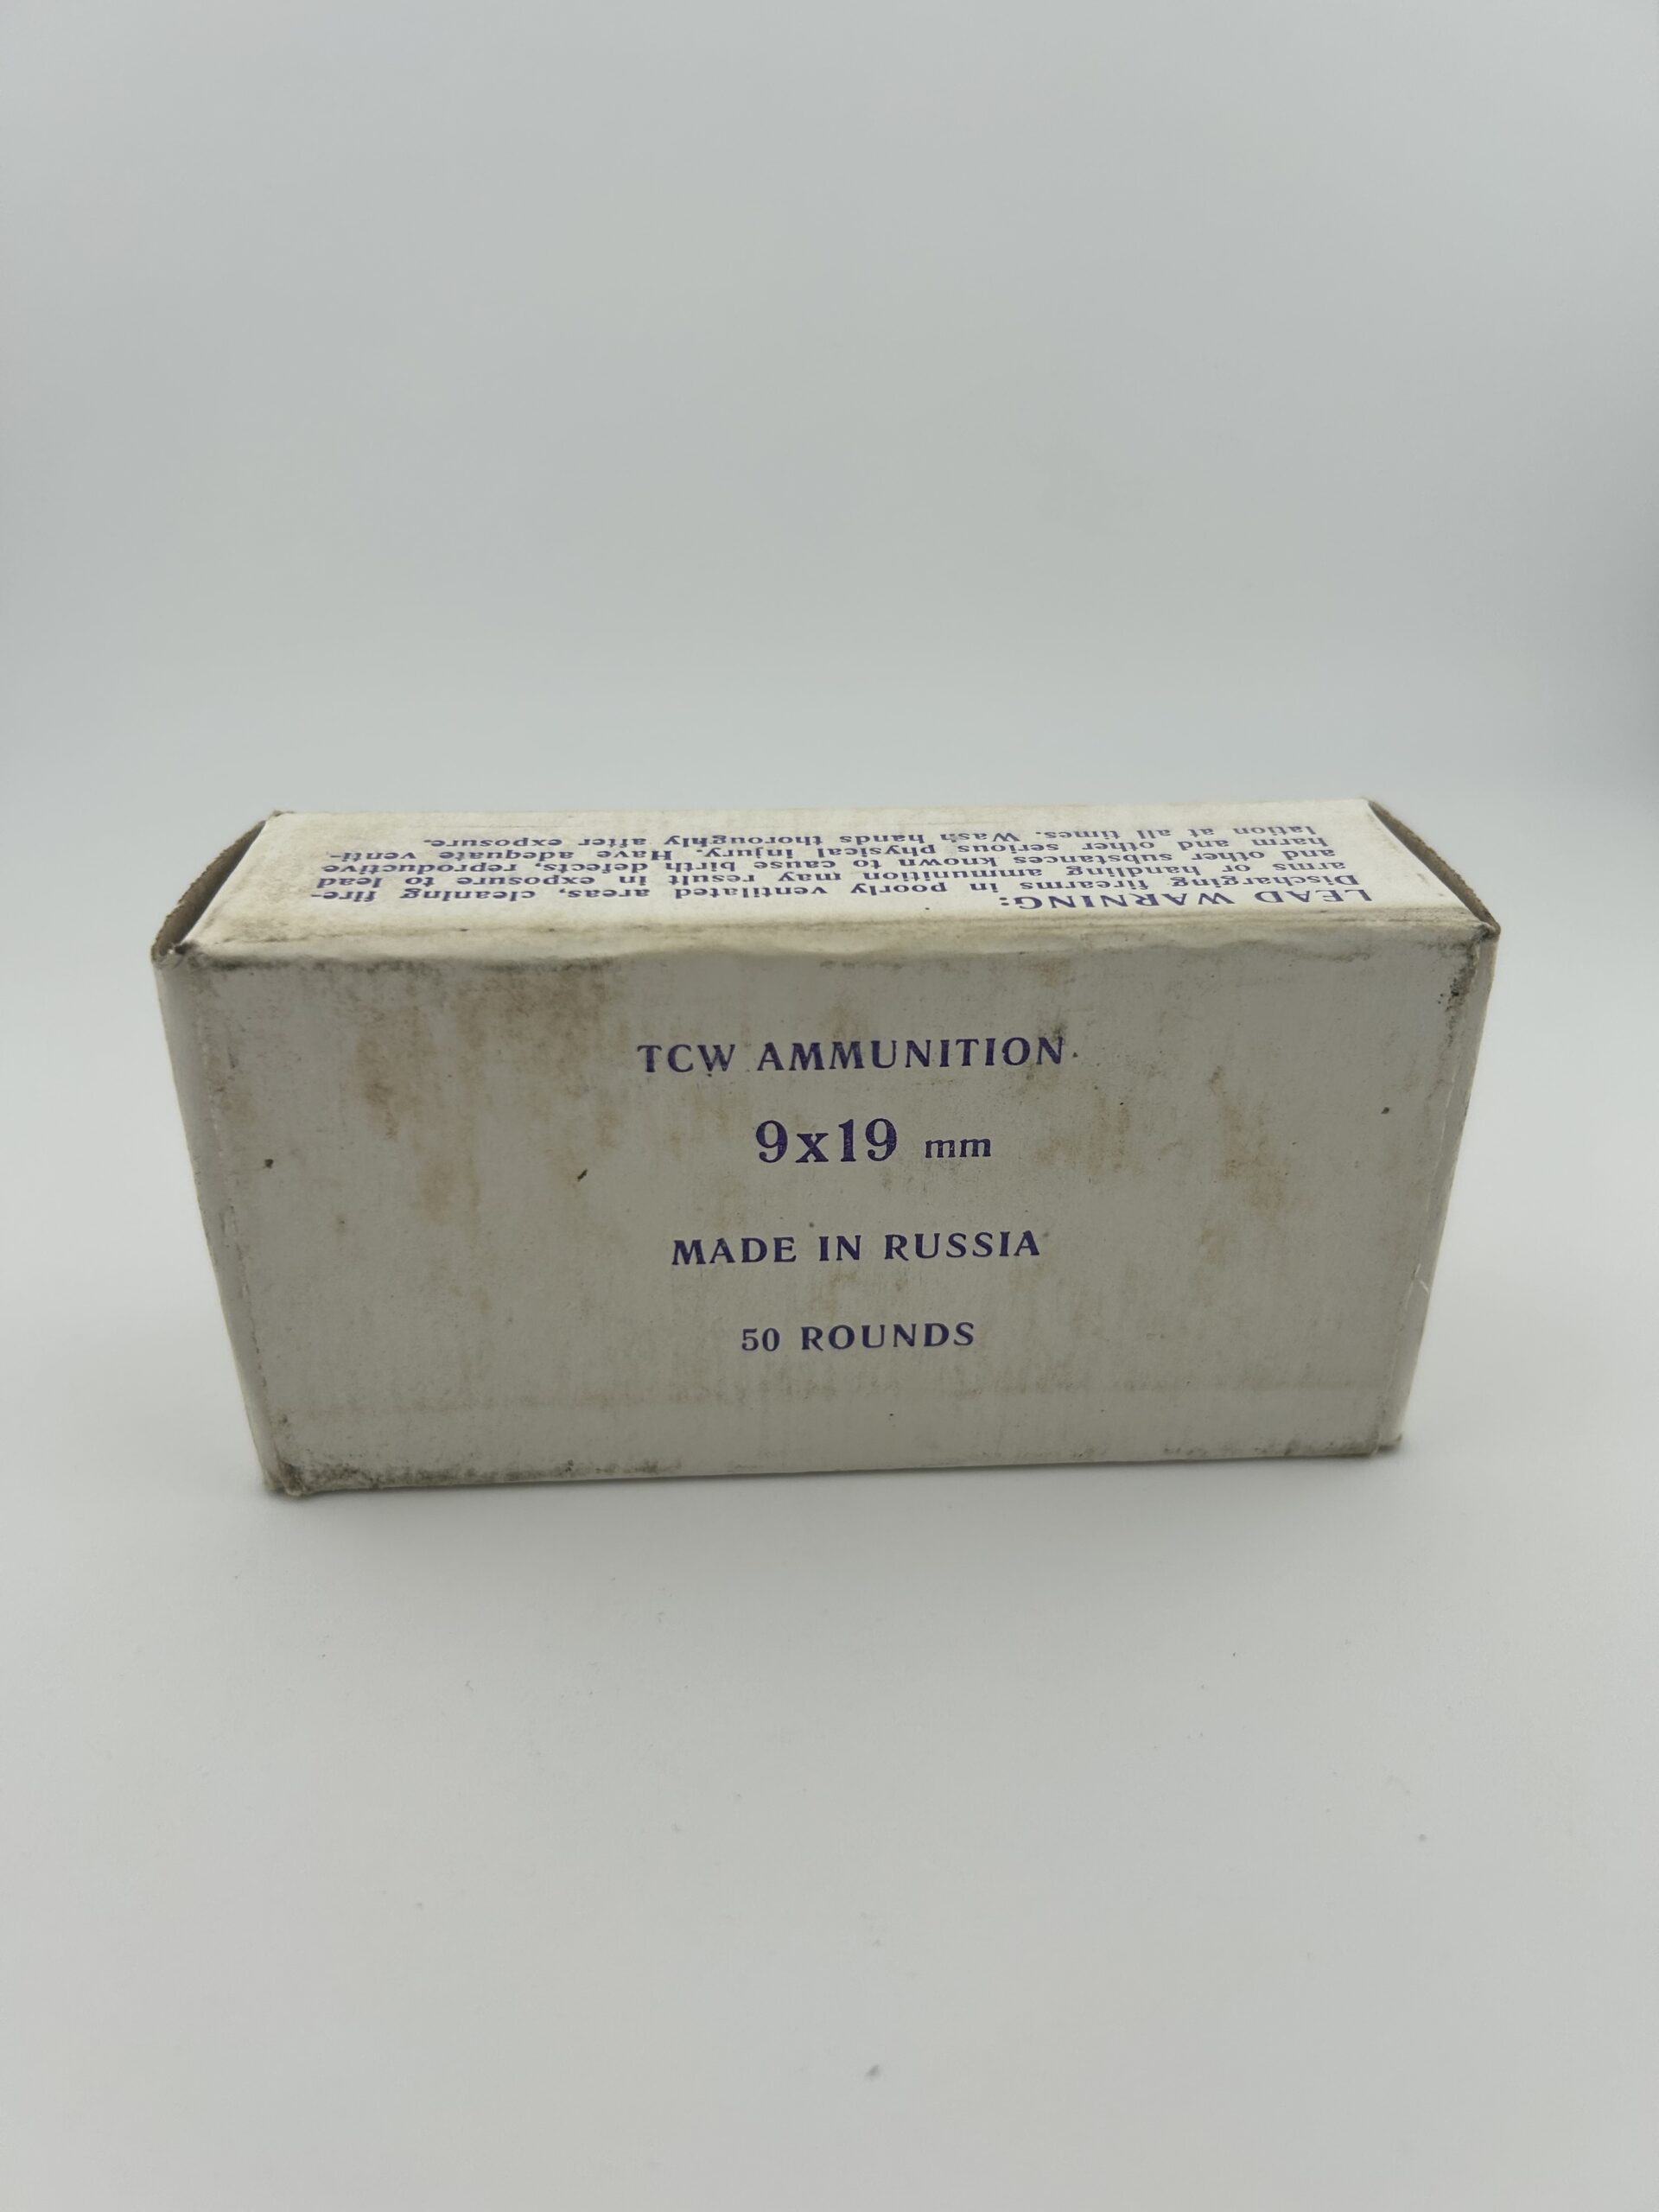 LEAD WARNING:
Discharging firearms in poorly ventilated areas, cleaning fire-
arms or handling ammunition may result in exposure to lead
and other substances known to cause birth defects, reproductive
harm and other serious physical injury. Have adequate venti-
lation at all times. Wash hands thoroughly after exposure.
TCW AMMUNITION
9x19 mm
MADE IN RUSSIA
50 ROUNDS